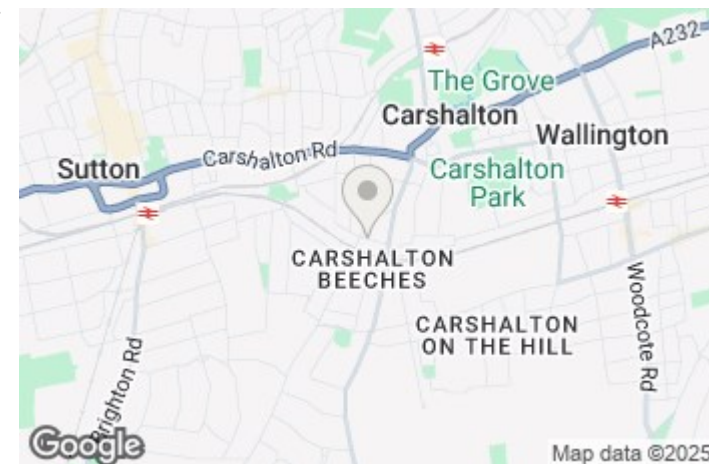 A232
The Grove
Carshalton
Wallington
Carshalton Rd
Sutton
Carshalton
Park
CARSHALTON
BEECHES
CARSHALTON
ON THE HILL
Woodcote Rd
Brighton Rd
Google
Map data ©2025